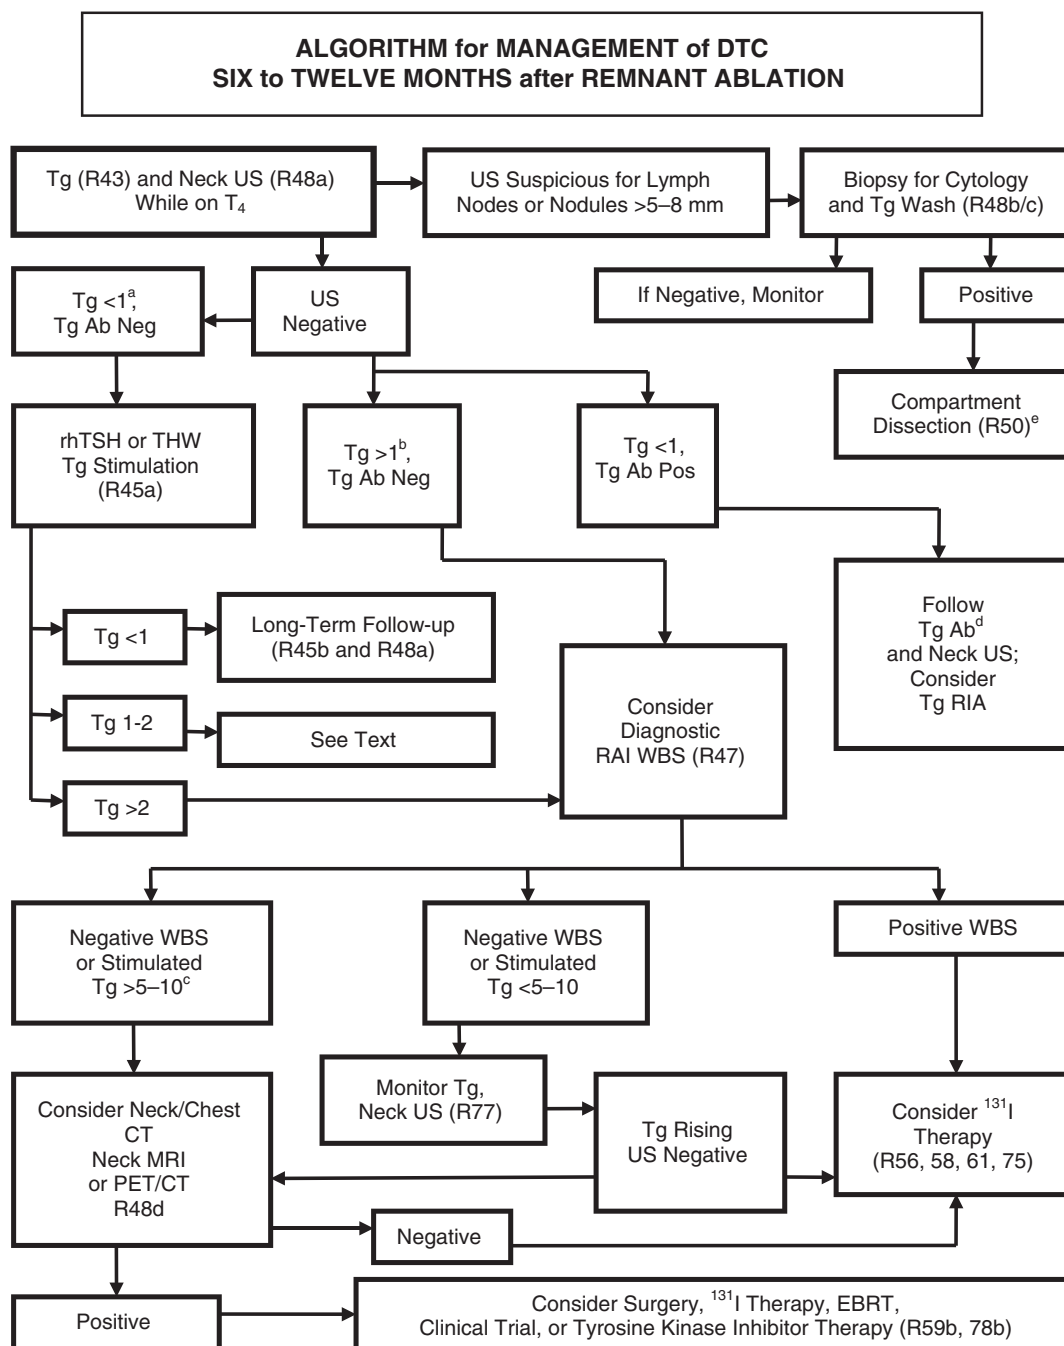 ALGORITHM for MANAGEMENT of DTC
SIX to TWELVE MONTHS after REMNANT ABLATION
Tg (R43) and Neck US (R48a)
While on T4
US Suspicious for Lymph
Nodes or Nodules >5–8 mm
Biopsy for Cytology
and Tg Wash (R48b/c)
Tg <1a,
Tg Ab Neg
US
Negative
If Negative, Monitor
Positive
rhTSH or THW
Tg Stimulation
(R45a)
Tg >1b,
Tg Ab Neg
Tg <1,
Tg Ab Pos
Compartment
Dissection (R50)e
Tg <1
Long-Term Follow-up
(R45b and R48a)
Tg 1-2
See Text
Tg >2
Consider
Diagnostic
RAI WBS (R47)
Follow
Tg Abd
and Neck US;
Consider
Tg RIA
Negative WBS
or Stimulated
Tg >5–10c
Negative WBS
or Stimulated
Tg <5–10
Positive WBS
Consider Neck/Chest
CT
Neck MRI
or PET/CT
R48d
Monitor Tg,
Neck US (R77)
Tg Rising
US Negative
Consider 131I
Therapy
(R56, 58, 61, 75)
Negative
Positive
Consider Surgery, 131I Therapy, EBRT,
Clinical Trial, or Tyrosine Kinase Inhibitor Therapy (R59b, 78b)